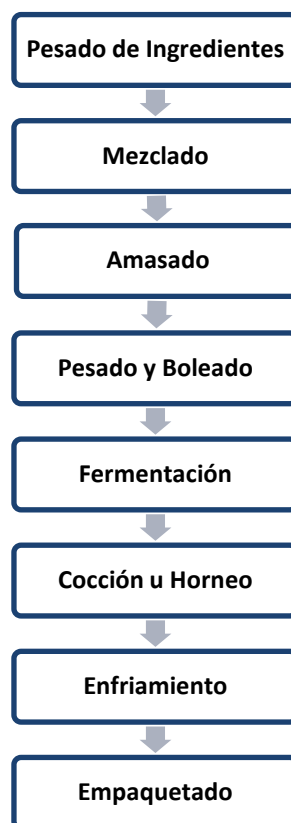 Pesado de Ingredientes
Mezclado
Amasado
Pesado y Boleado
Fermentación
Cocción u Horneo
Enfriamiento
Empaquetado